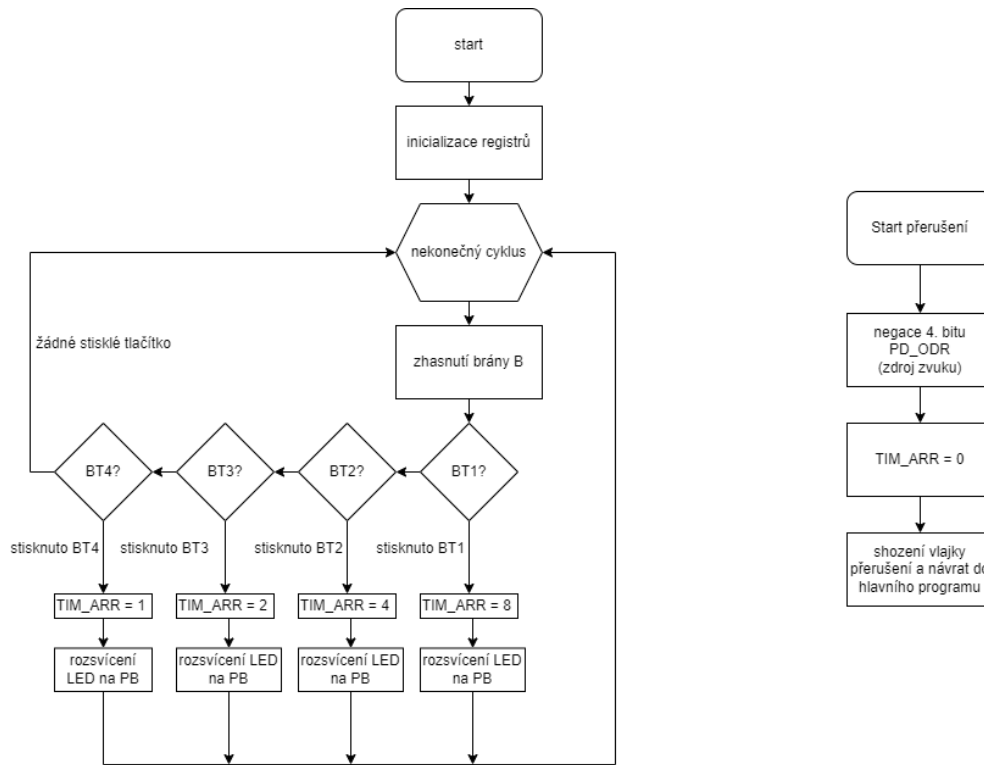 start
inicializace registrů
nekonečný cyklus
žádné stisklé tlačítko
zhasnutí brány B
BT4?
BT3?
BT2?
BT1?
stisknuto BT4
stisknuto BT3
stisknuto BT2
stisknuto BT1
TIM_ARR = 1
TIM_ARR = 2
TIM_ARR = 4
TIM_ARR = 8
rozsvícení
LED na PB
rozsvícení LED
na PB
rozsvícení LED
na PB
rozsvícení LED
na PB
Start přerušení
negace 4. bitu
PD_ODR
(zdroj zvuku)
TIM_ARR = 0
shození vlajky
přerušení a návrat do
hlavního programu